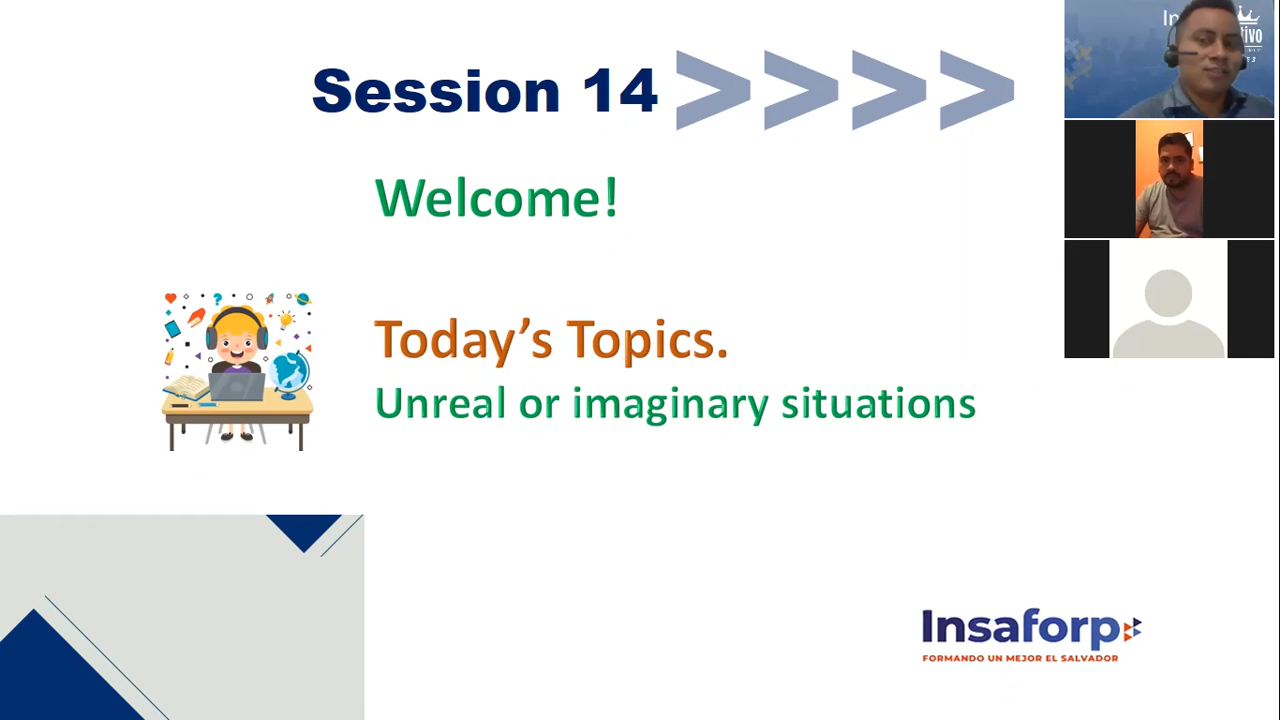 Session 14 >>>>
Welcome!
Today's Topics.
Unreal or imaginary situations
Insaforp
FORMANDO UN MEJOR EL SALVADOR